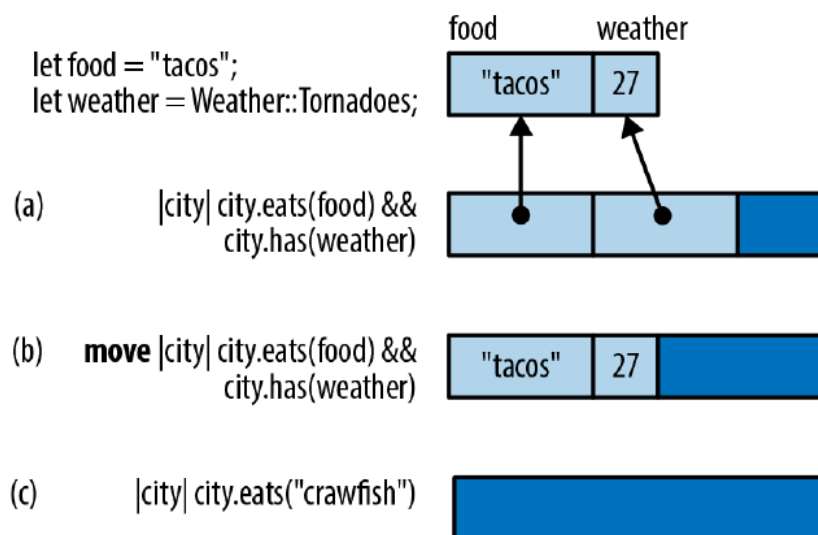 food weather
let food = "tacos";
let weather = Weather::Tornadoes;
"tacos" 27
(a) |city| city.eats(food) &&
city.has(weather)
(b) move |city| city.eats(food) &&
city.has(weather)
"tacos" 27
(c) |city| city.eats("crawfish")